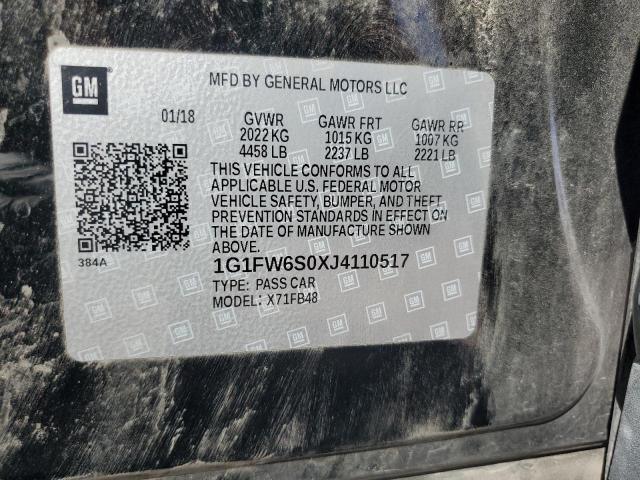 GM
MFD BY GENERAL MOTORS LLC
01/18
GVWR GAWR FRT GAWR RR
2022 KG 1015 KG 1007 KG
4458 LB 2237 LB 2221 LB
THIS VEHICLE CONFORMS TO ALL
APPLICABLE U.S. FEDERAL MOTOR
VEHICLE SAFETY, BUMPER, AND THEFT
PREVENTION STANDARDS IN EFFECT ON
THE DATE OF MANUFACTURE SHOWN
ABOVE.
384A
1G1FW6S0XJ4110517
TYPE: PASS CAR
MODEL: X71FB48